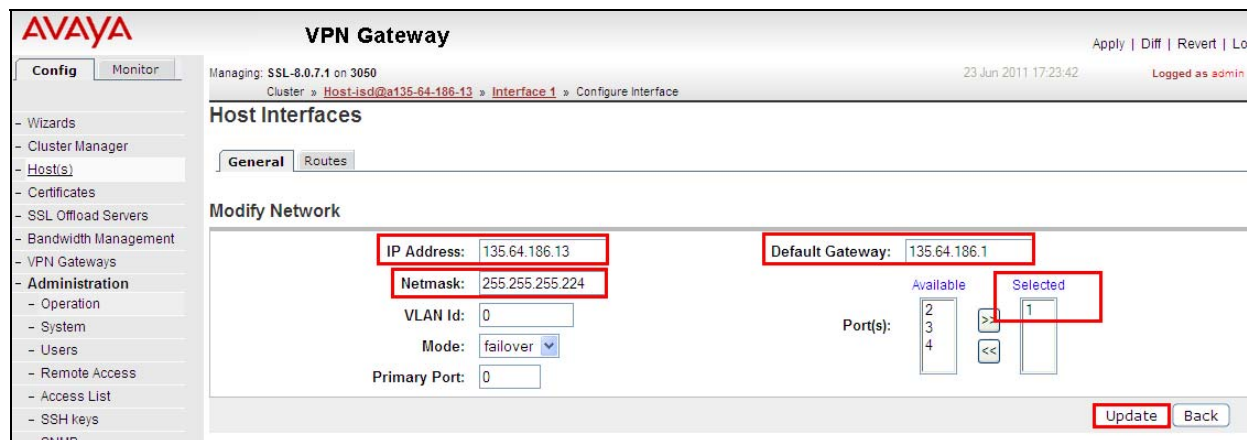 AVAYA
VPN Gateway
Apply | Diff | Revert | Lo
Config Monitor
Managing: SSL-8.0.7.1 on 3050
23 Jun 2011 17:23:42
Logged as admin
Cluster » Host-isd@a135-64-186-13 » Interface 1 » Configure Interface
- Wizards
- Cluster Manager
- Host(s)
- Certificates
- SSL Offload Servers
- Bandwidth Management
- VPN Gateways
- Administration
- Operation
- System
- Users
- Remote Access
- Access List
- SSH keys
Host Interfaces
General Routes
Modify Network
IP Address: 135.64.186.13
Default Gateway: 135.64.186.1
Netmask: 255.255.255.224
VLAN Id: 0
Mode: failover
Primary Port: 0
Port(s):
Available
2
3
4
>>
<<
Selected
1
Update Back